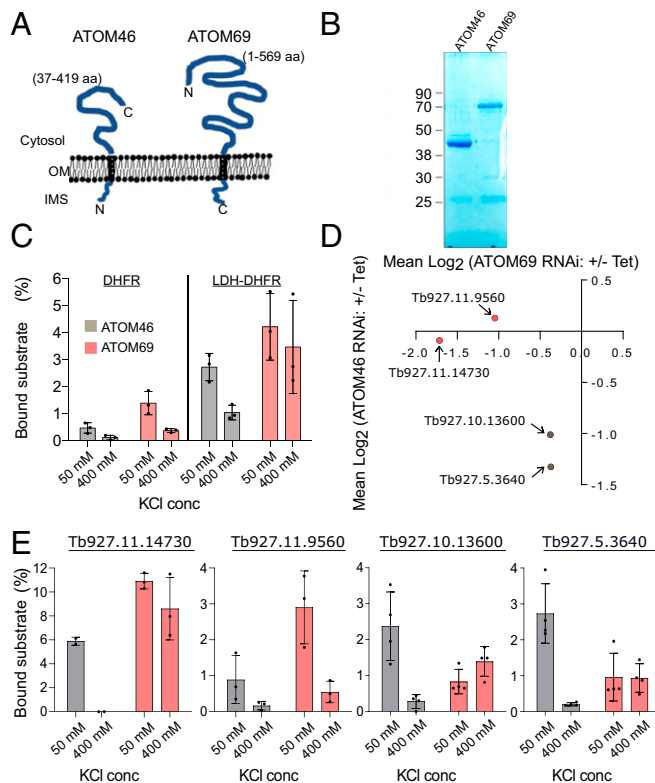 A
ATOM46
ATOM69
(1-569 aa)
(37-419 aa)
N
C
Cytosol
OM
IMS
N
C
B
ATOM46
ATOM69
90
70
50
38
30
25
C
Bound substrate (%)
6
5
4
3
2
1
0
DHFR
LDH-DHFR
ATOM46
ATOM69
50 mM
400 mM
50 mM
400 mM
50 mM
400 mM
50 mM
400 mM
KCl conc
D
Mean Log2 (ATOM69 RNAi: +/- Tet)
Mean Log2 (ATOM46 RNAi: +/- Tet)
0.5
Tb927.11.9560
-2.0
-1.5
-1.0
-0.5
0.0
Tb927.11.14730
-0.5
Tb927.10.13600
-1.0
Tb927.5.3640
-1.5
E
Tb927.11.14730
Tb927.11.9560
Tb927.10.13600
Tb927.5.3640
Bound substrate (%)
12
10
8
6
4
2
0
50 mM
400 mM
50 mM
400 mM
KCl conc
4
3
2
1
0
50 mM
400 mM
50 mM
400 mM
KCl conc
4
3
2
1
0
50 mM
400 mM
50 mM
400 mM
KCl conc
4
3
2
1
0
50 mM
400 mM
50 mM
400 mM
KCl conc